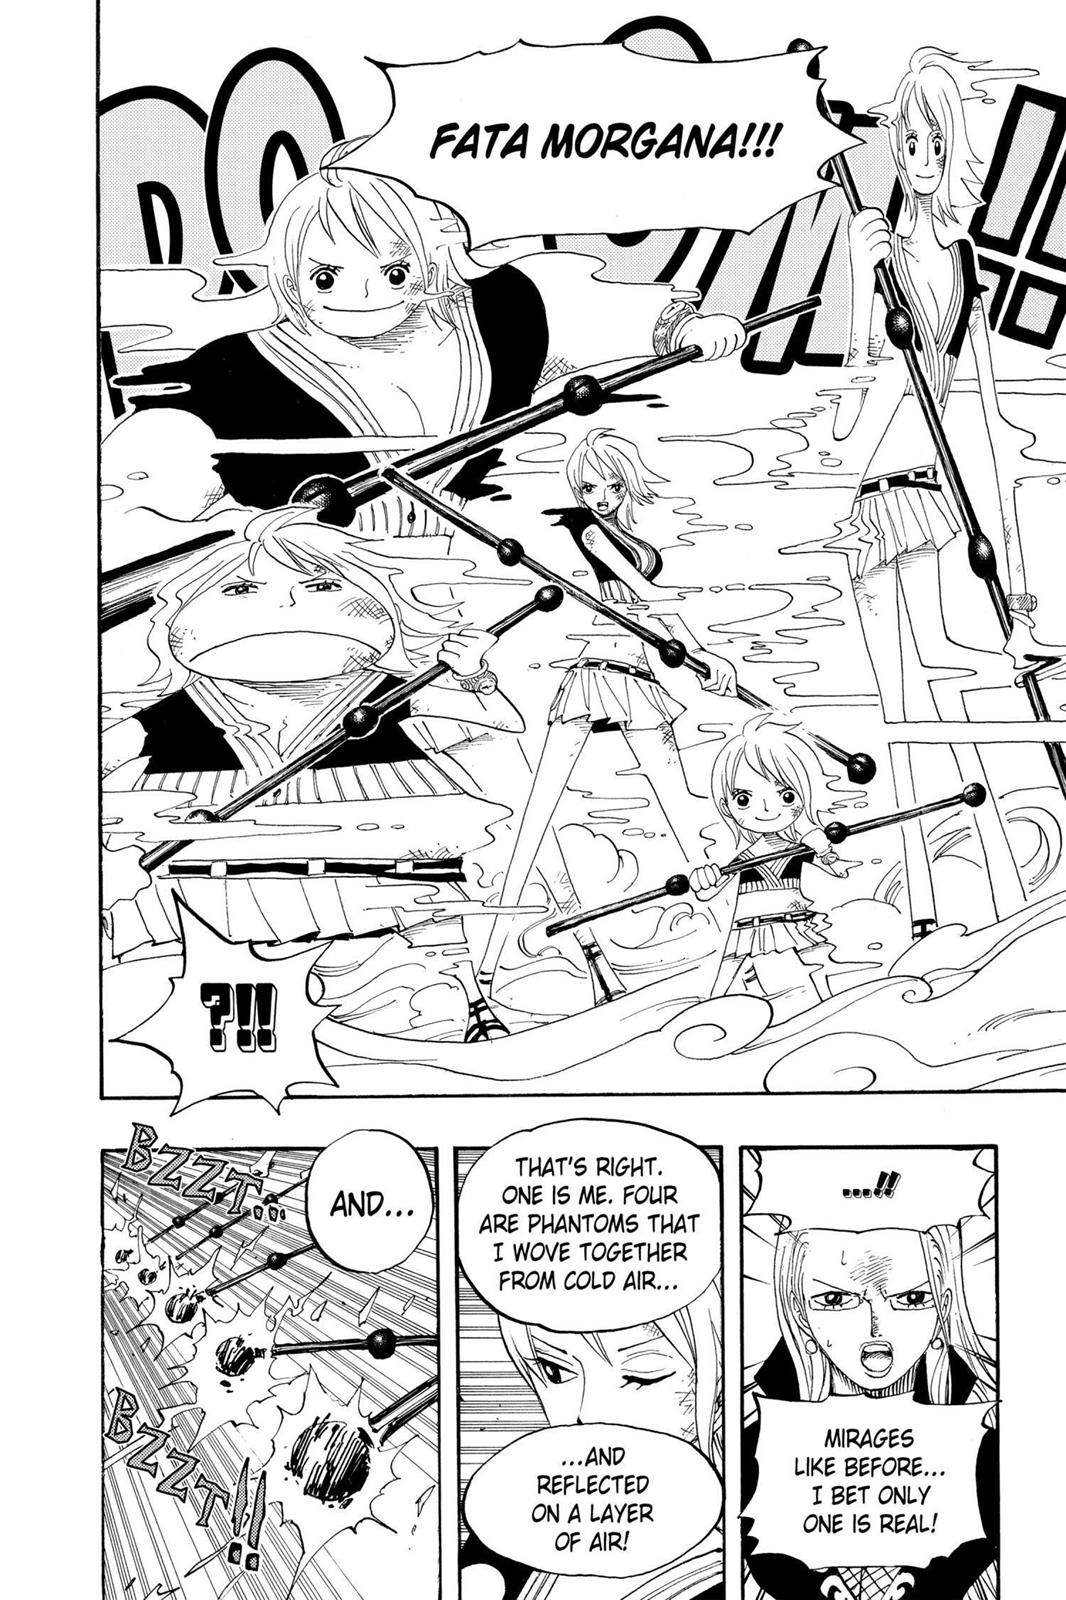 FATA MORGANA!!!
?!!
...!!
MIRAGES
LIKE BEFORE...
I BET ONLY
ONE IS REAL!
THAT'S RIGHT.
ONE IS ME. FOUR
ARE PHANTOMS THAT
I WOVE TOGETHER
FROM COLD AIR...
...AND
REFLECTED
ON A LAYER
OF AIR!
AND...
BZZT...
BZZT!!